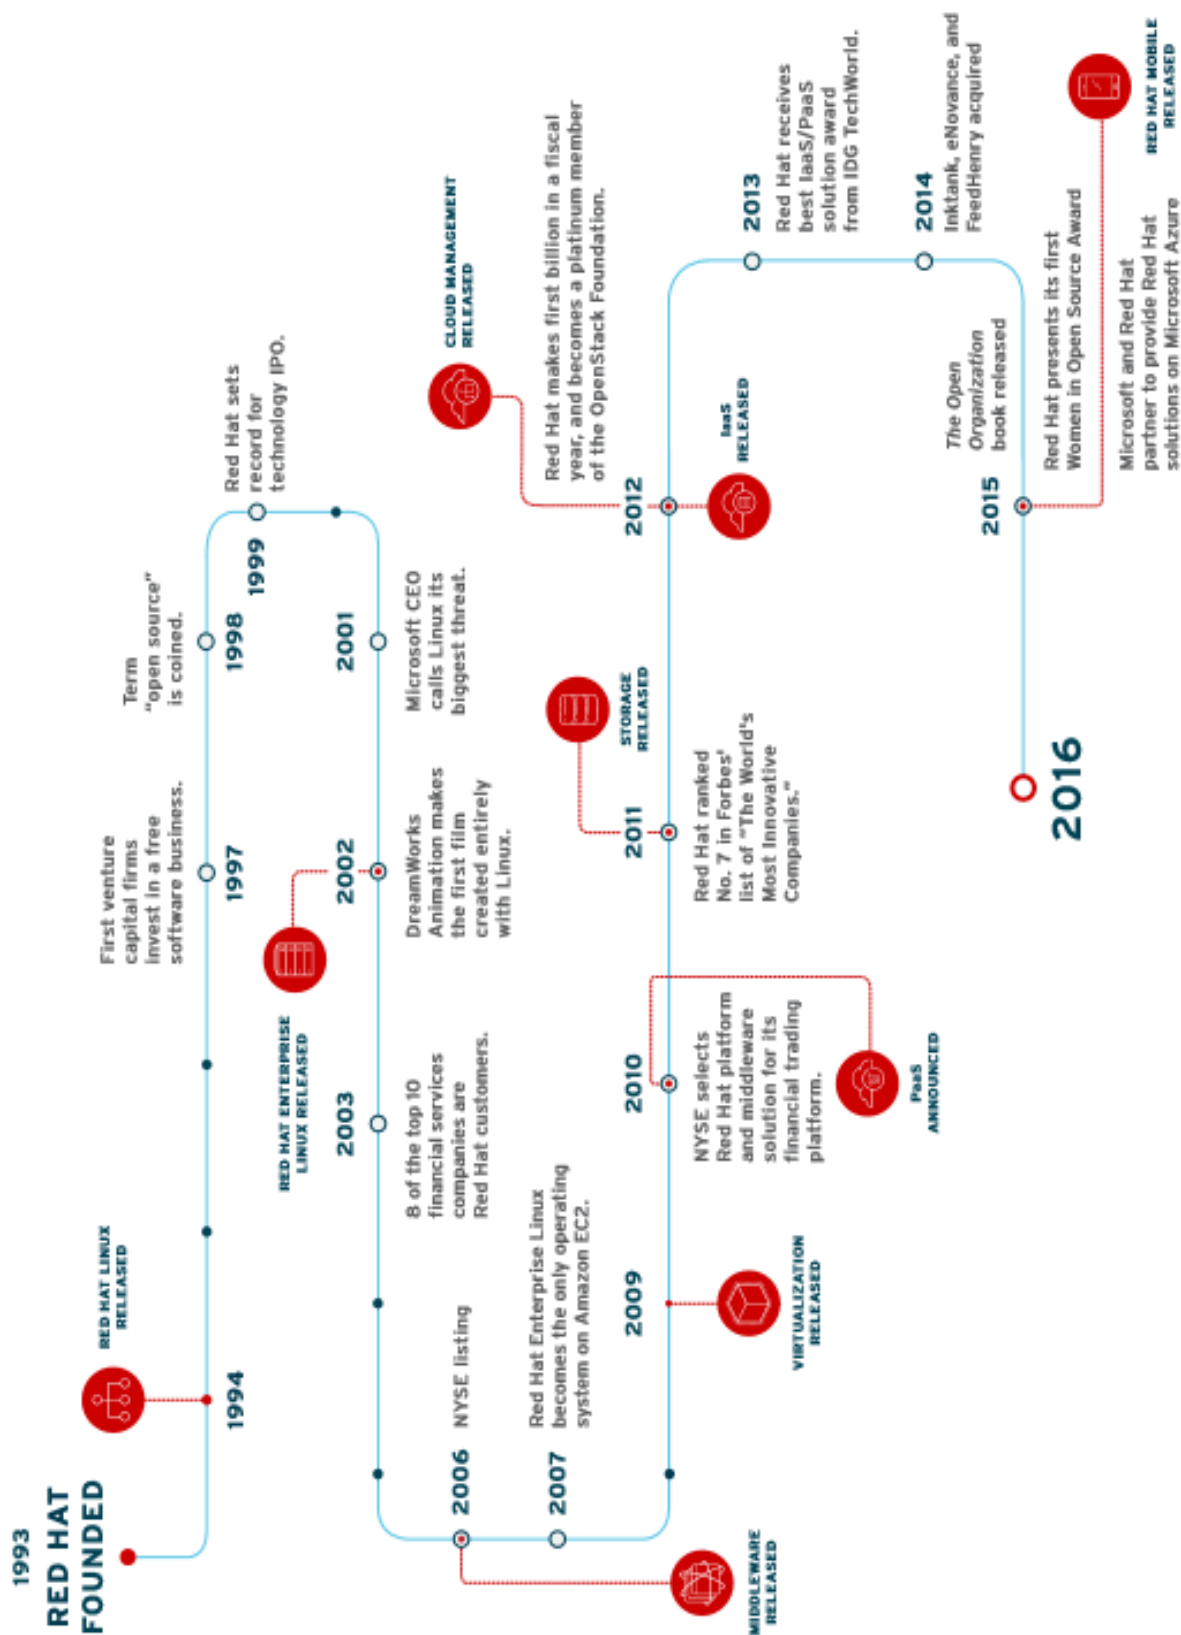 1993
RED HAT
FOUNDED
RED HAT LINUX
RELEASED
1994
First venture
capital firms
invest in a free
software business.
1997
Term
“open source”
is coined.
1998
Red Hat sets
record for
technology IPO.
1999
2001
Microsoft CEO
calls Linux its
biggest threat.
RED HAT ENTERPRISE
LINUX RELEASED
2002
DreamWorks
Animation makes
the first film
created entirely
with Linux.
2003
8 of the top 10
financial services
companies are
Red Hat customers.
2006
NYSE listing
MIDDLEWARE
RELEASED
2007
Red Hat Enterprise Linux
becomes the only operating
system on Amazon EC2.
2009
VIRTUALIZATION
RELEASED
2010
NYSE selects
Red Hat platform
and middleware
solution for its
financial trading
platform.
PaaS
ANNOUNCED
STORAGE
RELEASED
2011
Red Hat ranked
No. 7 in Forbes'
list of “The World's
Most Innovative
Companies.”
CLOUD MANAGEMENT
RELEASED
Red Hat makes first billion in a fiscal
year, and becomes a platinum member
of the OpenStack Foundation.
2012
IaaS
RELEASED
2013
Red Hat receives
best IaaS/PaaS
solution award
from IDG TechWorld.
2014
Inktank, eNovance, and
FeedHenry acquired
The Open
Organization
book released
2015
Red Hat presents its first
Women in Open Source Award
Microsoft and Red Hat
partner to provide Red Hat
solutions on Microsoft Azure
RED HAT MOBILE
RELEASED
2016